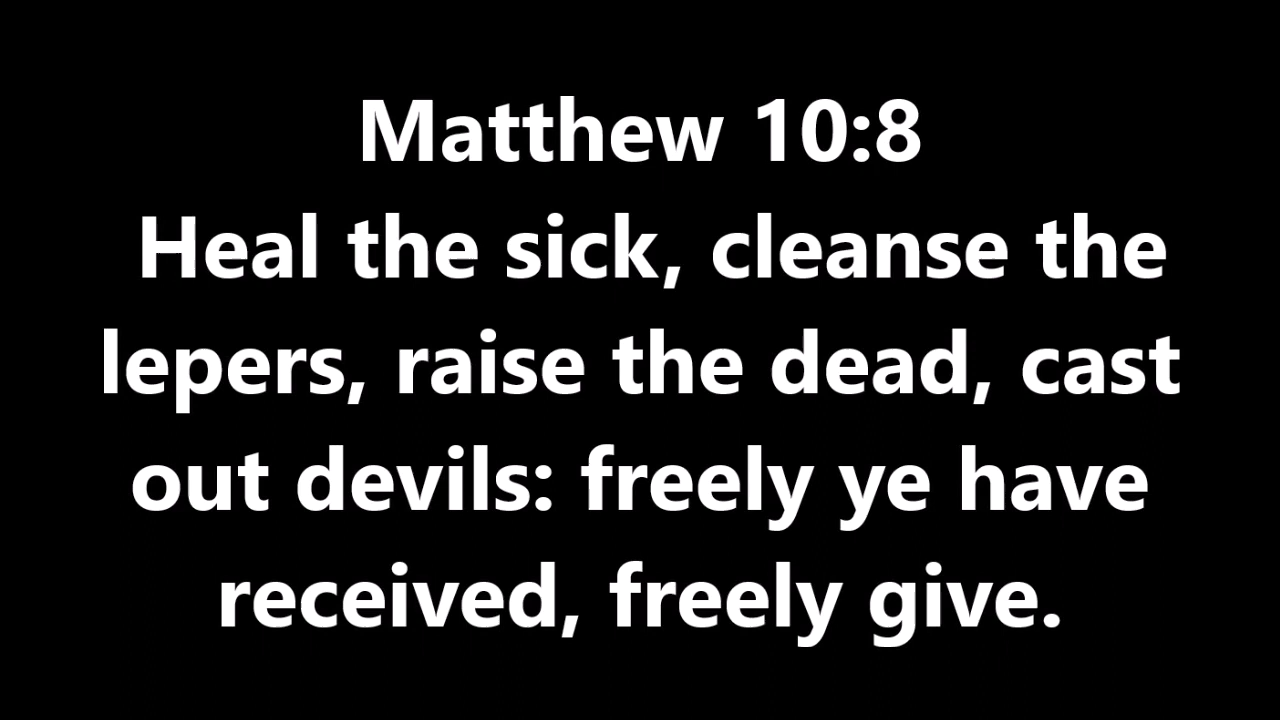 Matthew 10:8
Heal the sick, cleanse the
lepers, raise the dead, cast
out devils: freely ye have
received, freely give.